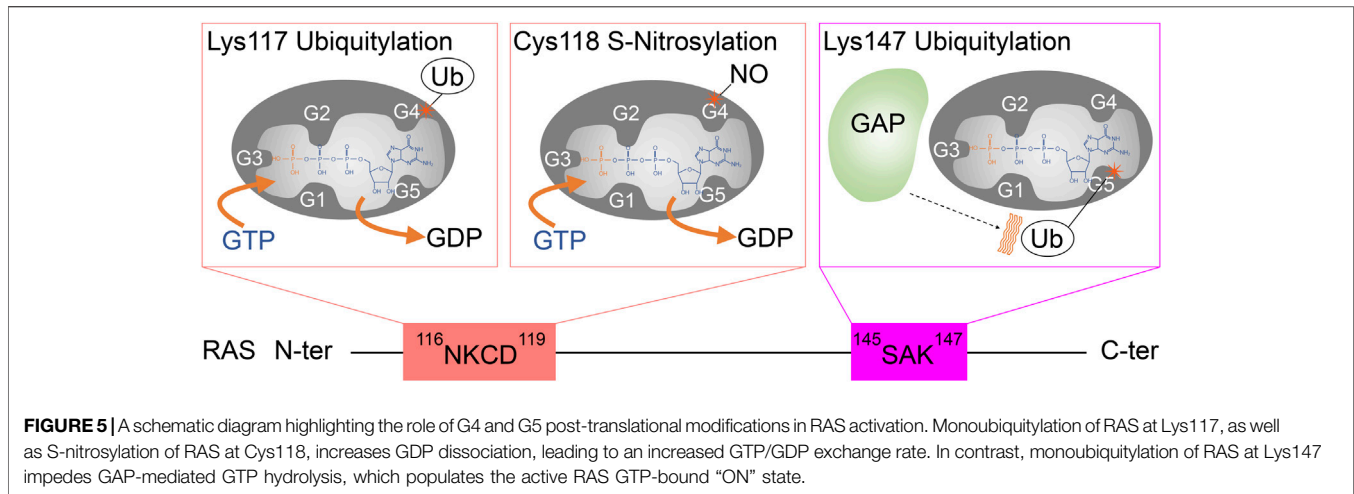 Lys117 Ubiquitylation
Ub
G2
G4
G3
G1
G5
GTP
GDP
Cys118 S-Nitrosylation
NO
G2
G4
G3
G1
G5
GTP
GDP
Lys147 Ubiquitylation
GAP
G2
G4
G3
G1
G5
Ub
RAS N-ter
116NKCD119
145SAK147
C-ter
FIGURE 5 | A schematic diagram highlighting the role of G4 and G5 post-translational modifications in RAS activation. Monoubiquitylation of RAS at Lys117, as well
as S-nitrosylation of RAS at Cys118, increases GDP dissociation, leading to an increased GTP/GDP exchange rate. In contrast, monoubiquitylation of RAS at Lys147
impedes GAP-mediated GTP hydrolysis, which populates the active RAS GTP-bound “ON” state.